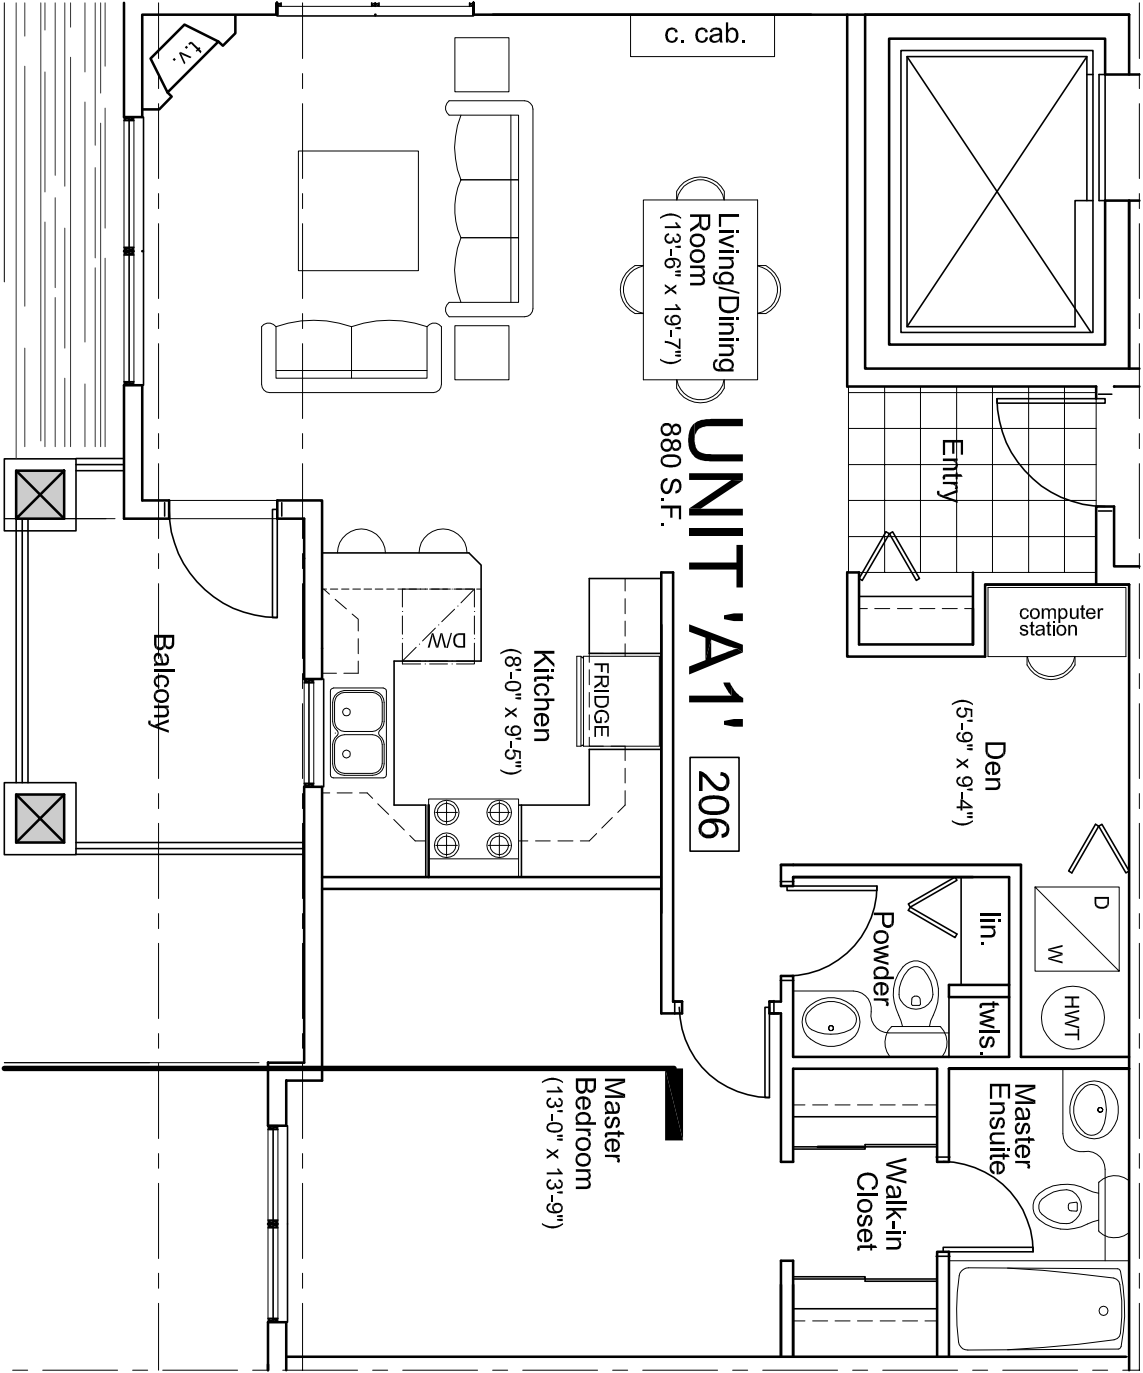 t.v.
c. cab.
Living/Dining
Room
(13'-6" x 19'-7")
UNIT 'A1'
880 S.F.
206
Entry
computer
station
Den
(5'-9" x 9'-4")
Kitchen
(8'-0" x 9'-5")
D/W
FRIDGE
Balcony
D
W
HWT
lin.
twls.
Powder
Master
Ensuite
Walk-in
Closet
Master
Bedroom
(13'-0" x 13'-9")